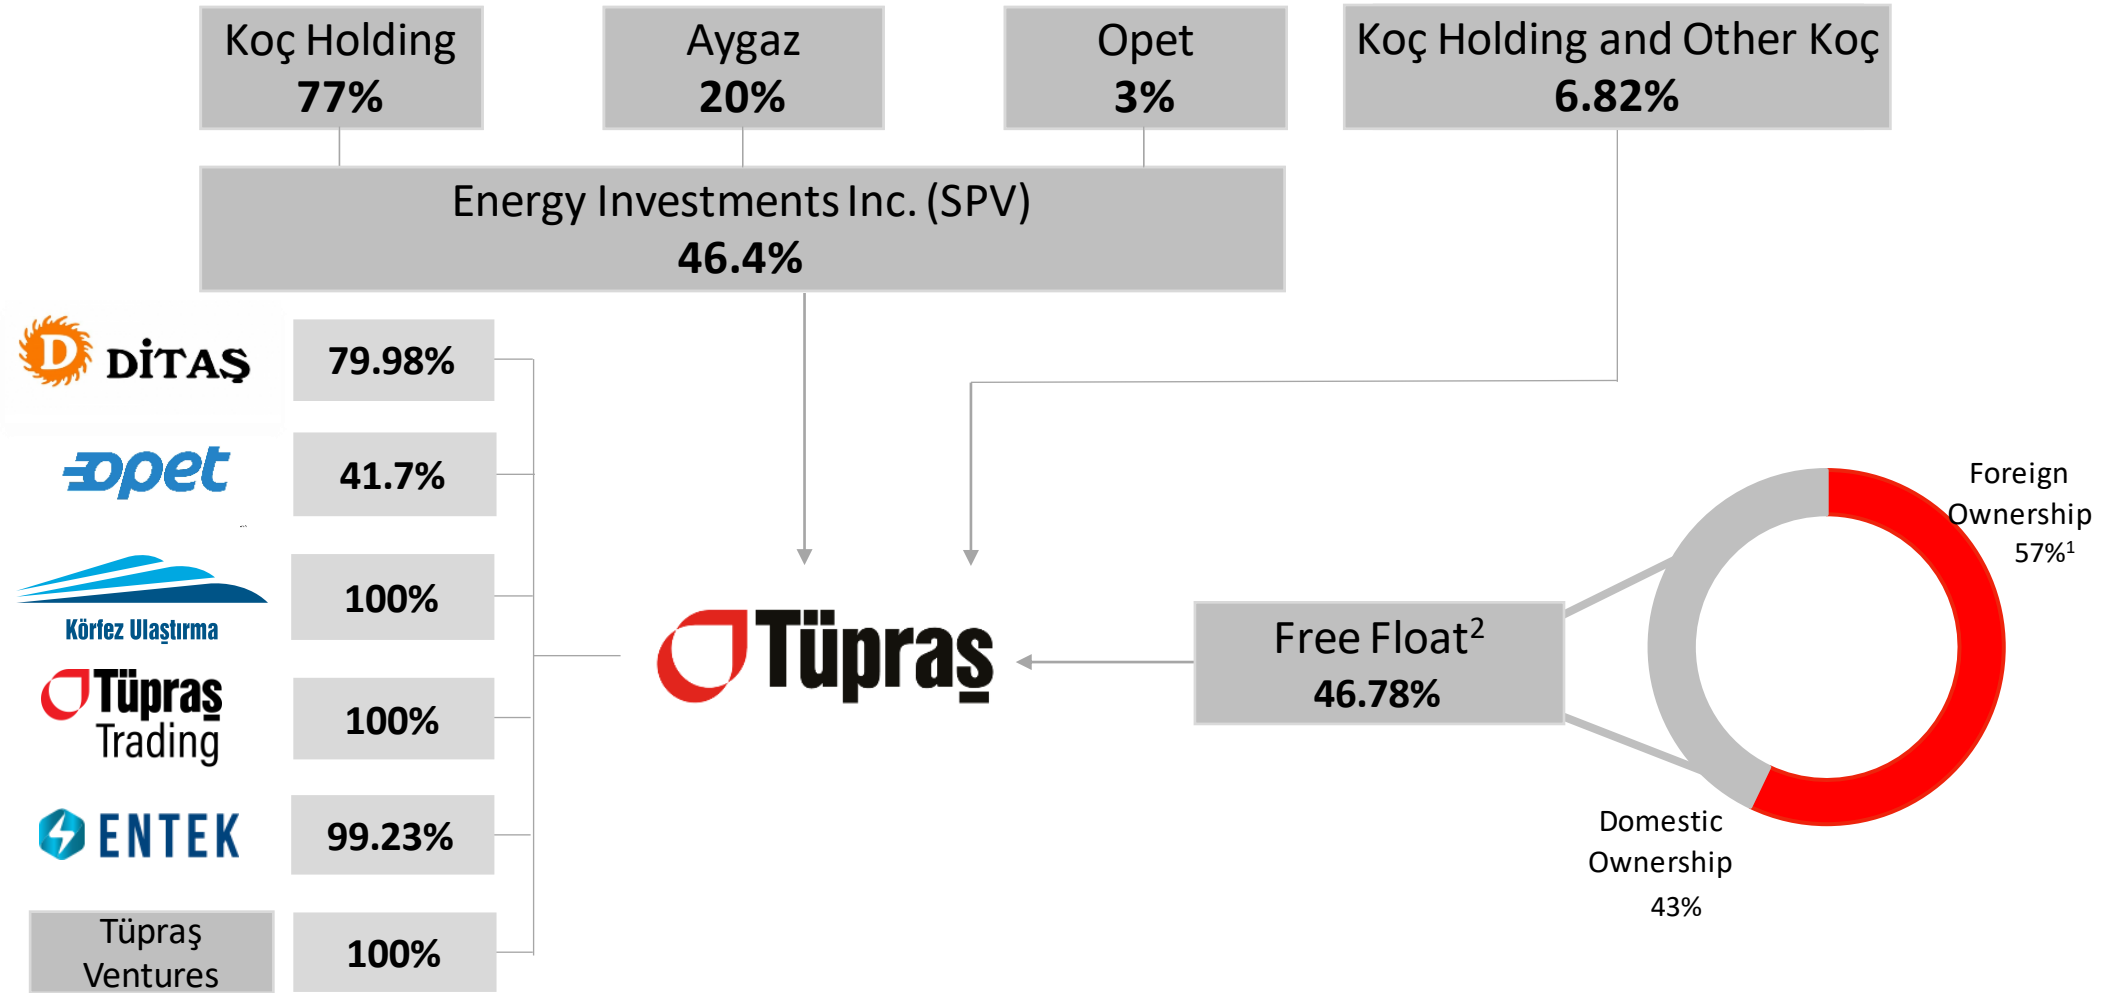 Koç Holding
77%
Aygaz
20%
Opet
3%
Koç Holding and Other Koç
6.82%
Energy Investments Inc. (SPV)
46.4%
D DİTAŞ
79.98%
opet
41.7%
Körfez Ulaştırma
100%
Tüpraş
Trading
100%
ENTEK
99.23%
Tüpraş
Ventures
100%
Tüpraş
Free Float²
46.78%
Foreign
Ownership
57%¹
Domestic
Ownership
43%